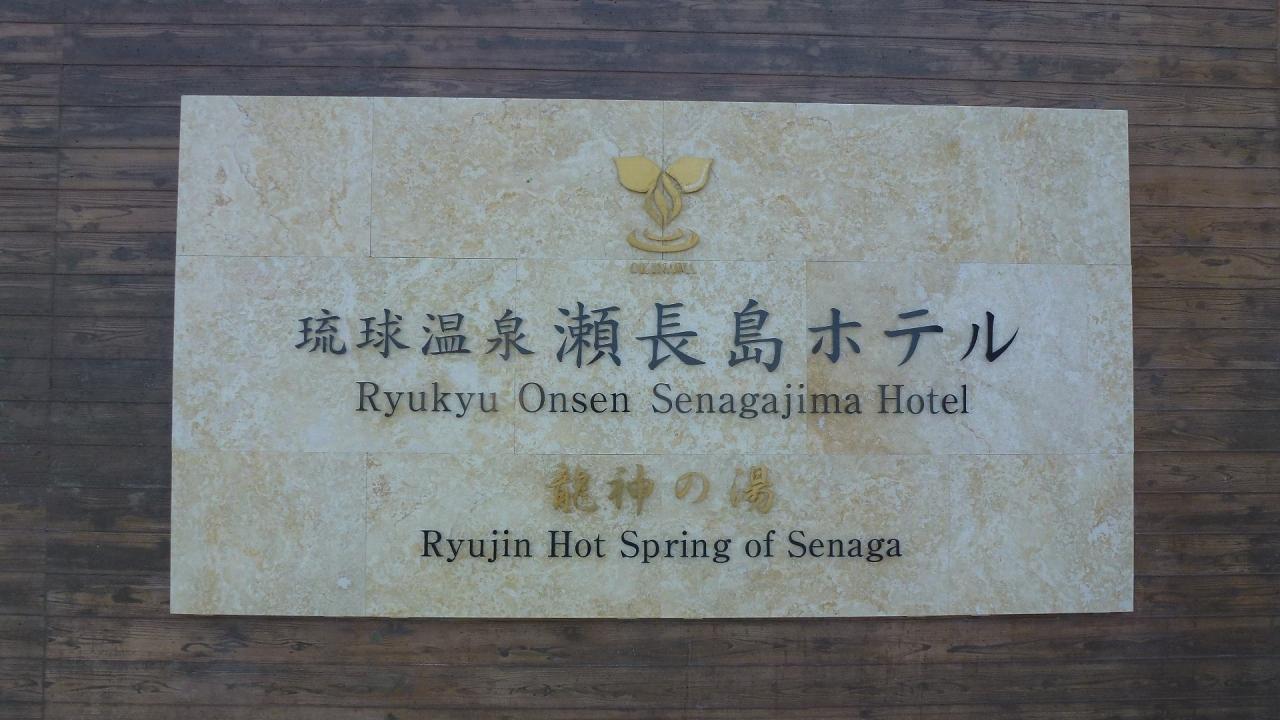 OKINAWA
琉球温泉 瀬長島ホテル
Ryukyu Onsen Senagajima Hotel
龍神の湯
Ryujin Hot Spring of Senaga